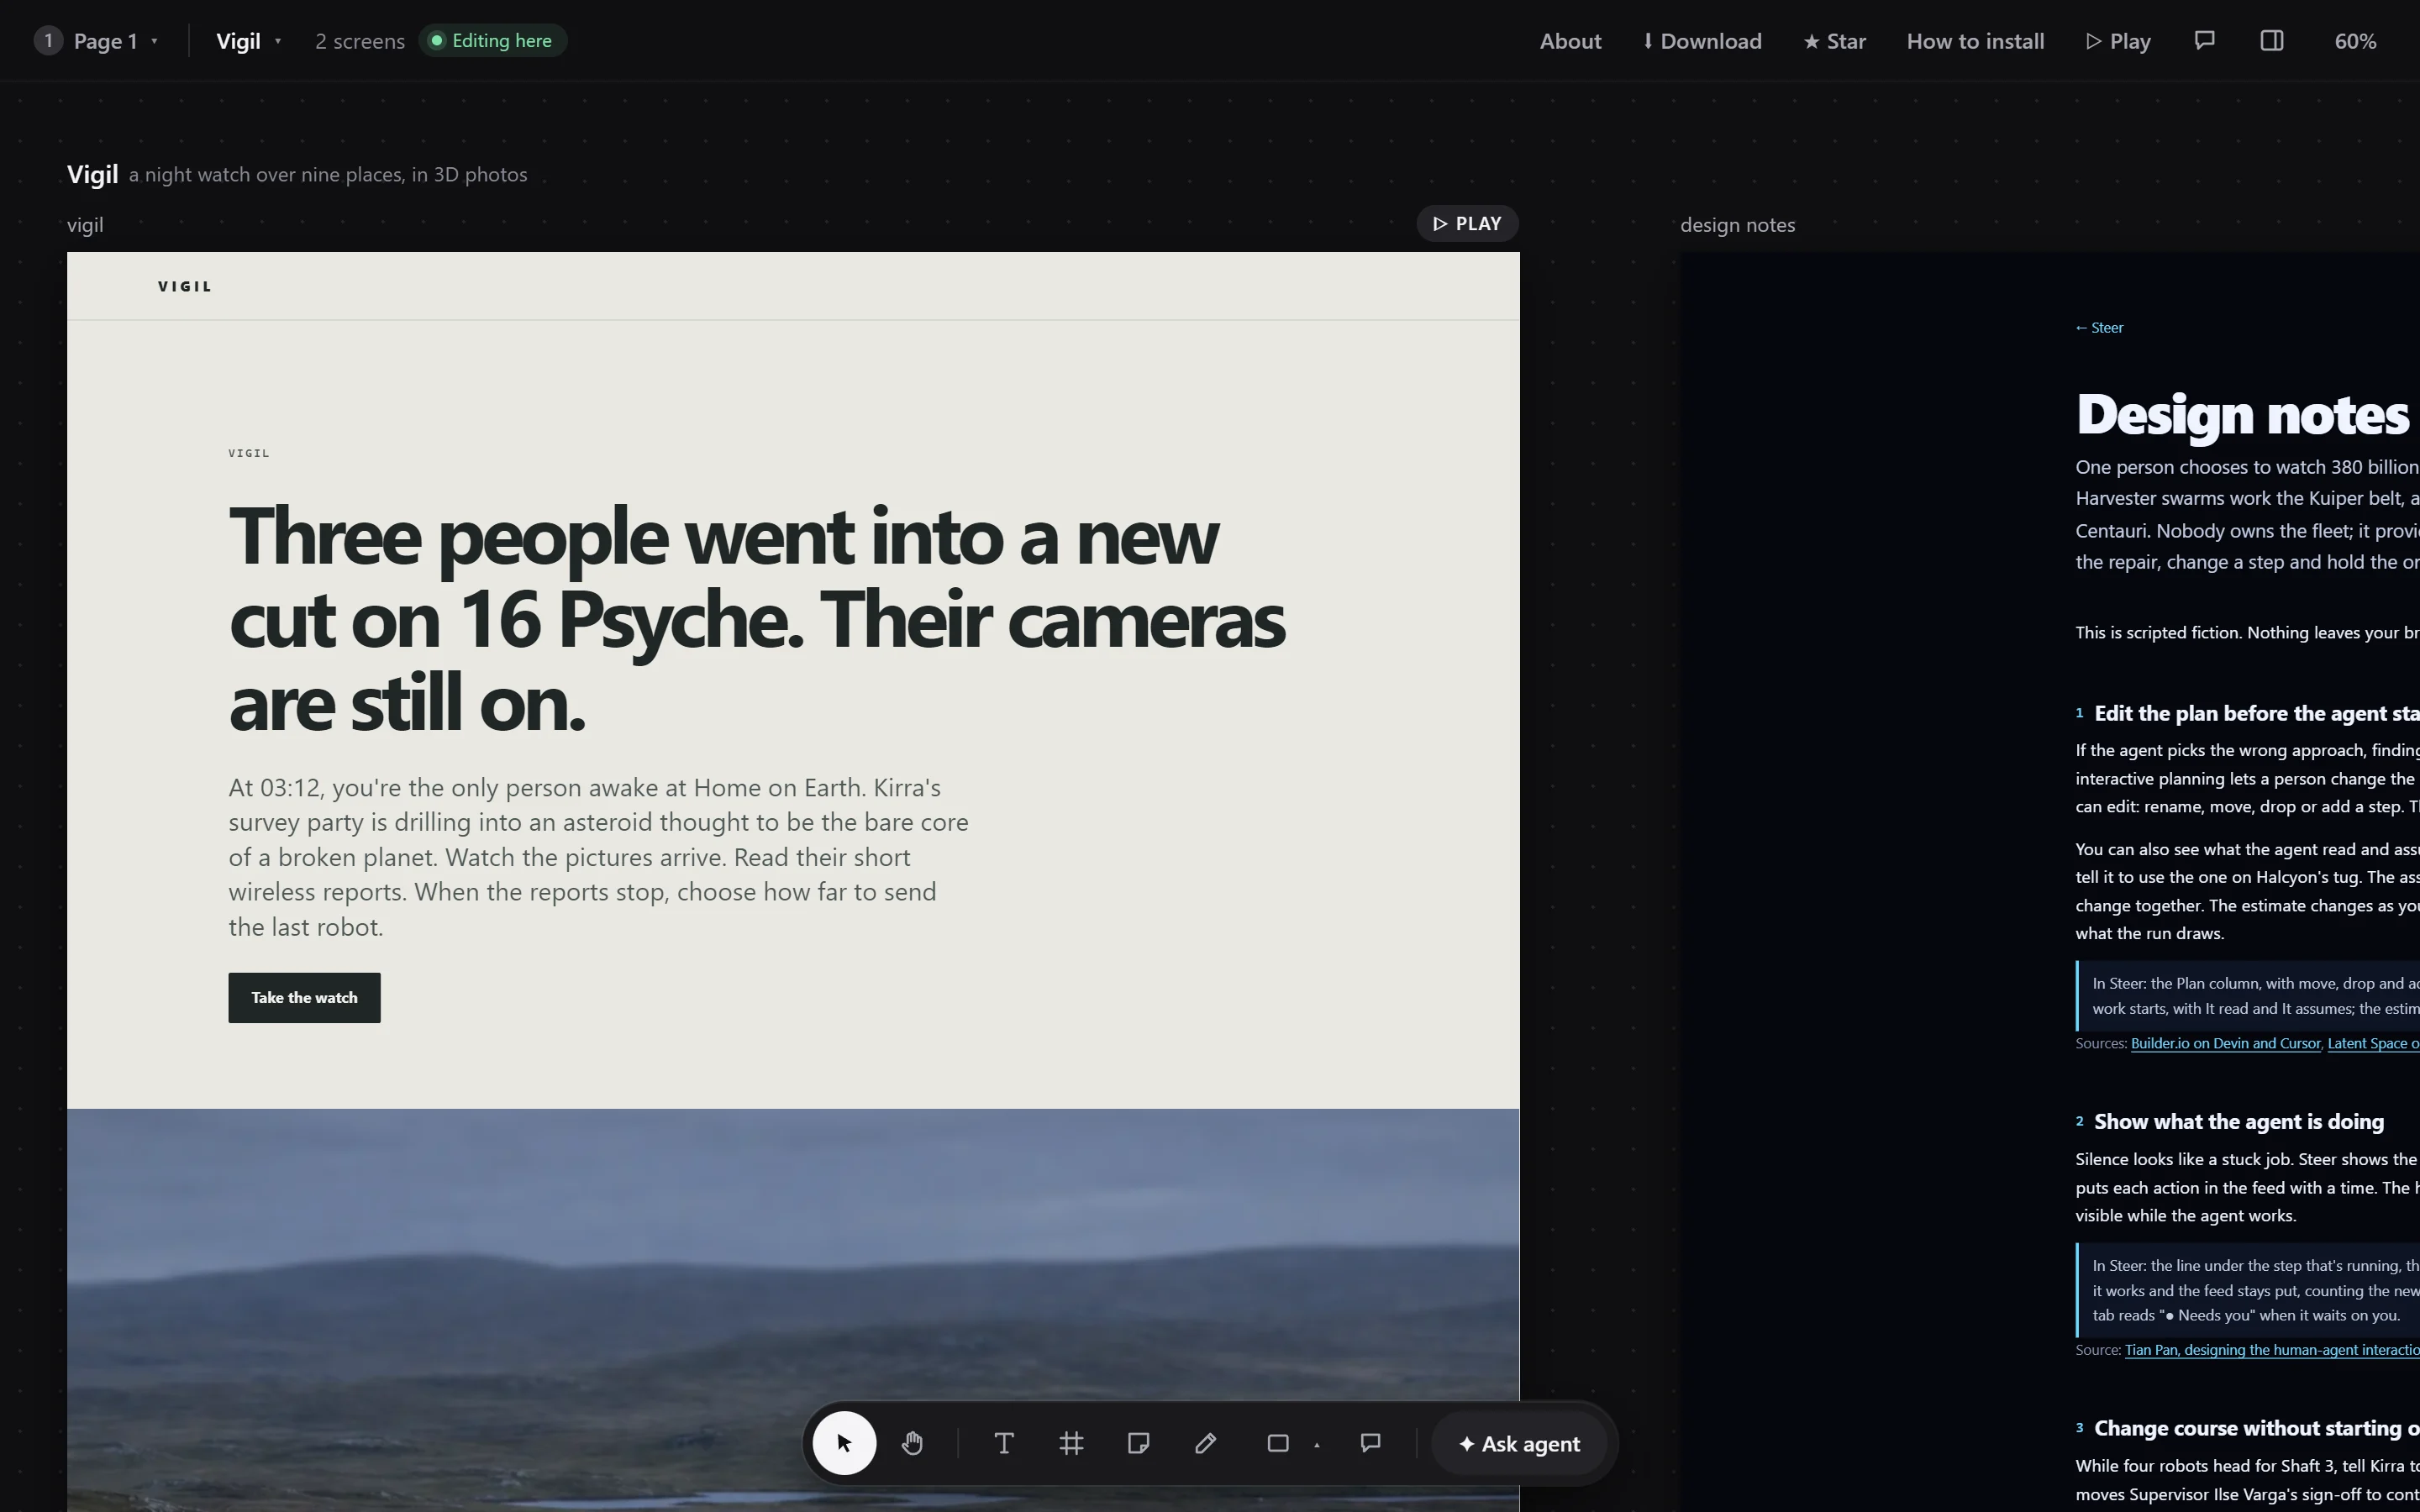 1 Page 1 ▾ Vigil ▾ 2 screens Editing here
About ⭳ Download ★ Star How to install ▷ Play 60%
Vigil a night watch over nine places, in 3D photos
vigil
▷ PLAY
VIGIL
VIGIL
Three people went into a new
cut on 16 Psyche. Their cameras
are still on.
At 03:12, you're the only person awake at Home on Earth. Kirra's
survey party is drilling into an asteroid thought to be the bare core
of a broken planet. Watch the pictures arrive. Read their short
wireless reports. When the reports stop, choose how far to send
the last robot.
Take the watch
design notes
← Steer
Design notes
One person chooses to watch 380 billion
Harvester swarms work the Kuiper belt, a
Centauri. Nobody owns the fleet; it provi
the repair, change a step and hold the or
This is scripted fiction. Nothing leaves your br
1 Edit the plan before the agent sta
If the agent picks the wrong approach, finding
interactive planning lets a person change the
can edit: rename, move, drop or add a step. T
You can also see what the agent read and assu
tell it to use the one on Halcyon's tug. The ass
change together. The estimate changes as you
what the run draws.
In Steer: the Plan column, with move, drop and ad
work starts, with It read and It assumes; the estim
Sources: Builder.io on Devin and Cursor, Latent Space o
2 Show what the agent is doing
Silence looks like a stuck job. Steer shows the
puts each action in the feed with a time. The h
visible while the agent works.
In Steer: the line under the step that's running, th
it works and the feed stays put, counting the new
tab reads "● Needs you" when it waits on you.
Source: Tian Pan, designing the human-agent interactio
3 Change course without starting o
While four robots head for Shaft 3, tell Kirra to
moves Supervisor Ilse Varga's sign-off to cont
✦ Ask agent